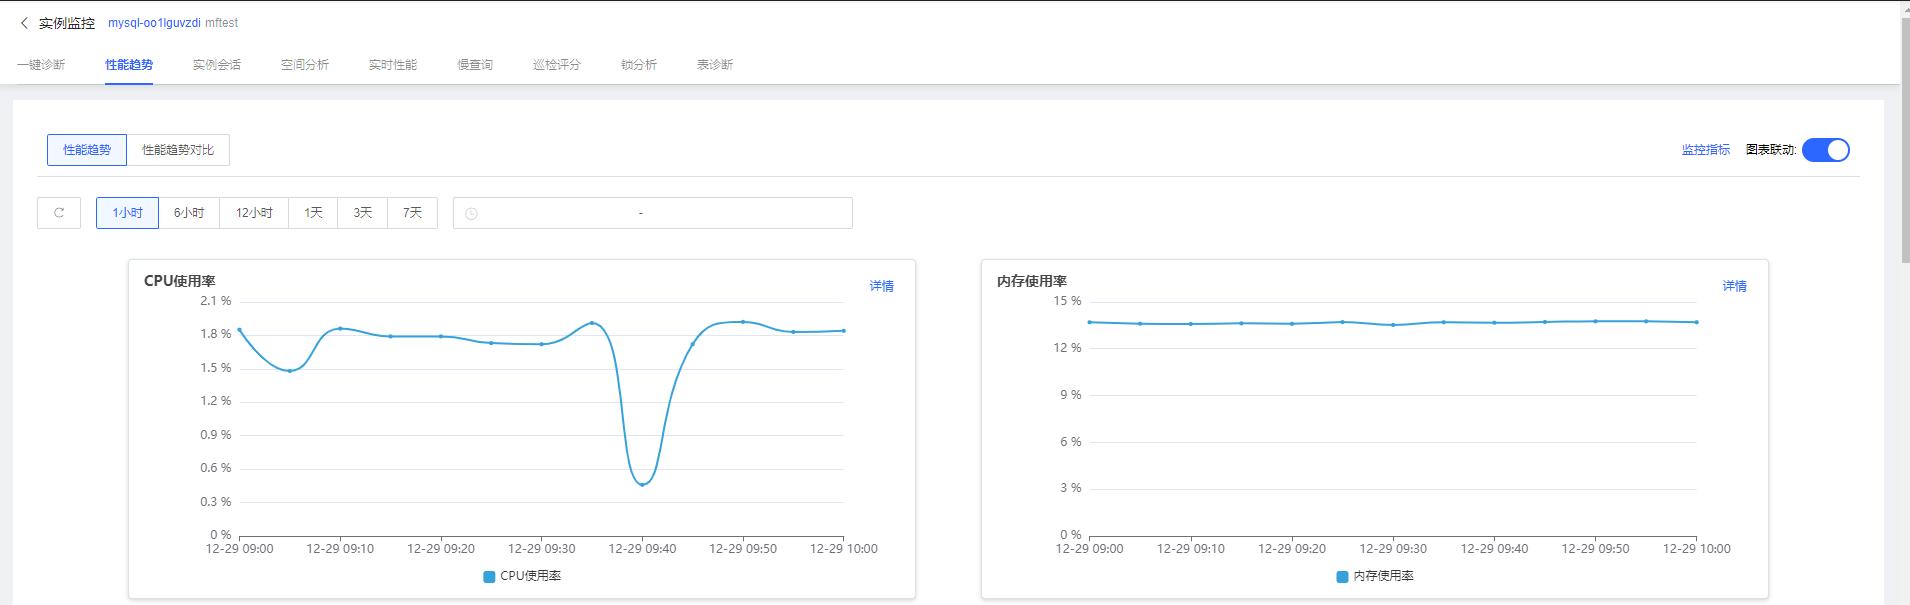 实例监控 mysql-oo1lguvzdi mftest
一键诊断 性能趋势 实例会话 空间分析 实时性能 慢查询 巡检评分 锁分析 表诊断
性能趋势 性能趋势对比 监控指标 图表联动:
1小时 6小时 12小时 1天 3天 7天 -
CPU使用率 详情
2.1 %
1.8 %
1.5 %
1.2 %
0.9 %
0.6 %
0.3 %
0 %
12-29 09:00 12-29 09:10 12-29 09:20 12-29 09:30 12-29 09:40 12-29 09:50 12-29 10:00
CPU使用率
内存使用率 详情
15 %
12 %
9 %
6 %
3 %
0 %
12-29 09:00 12-29 09:10 12-29 09:20 12-29 09:30 12-29 09:40 12-29 09:50 12-29 10:00
内存使用率